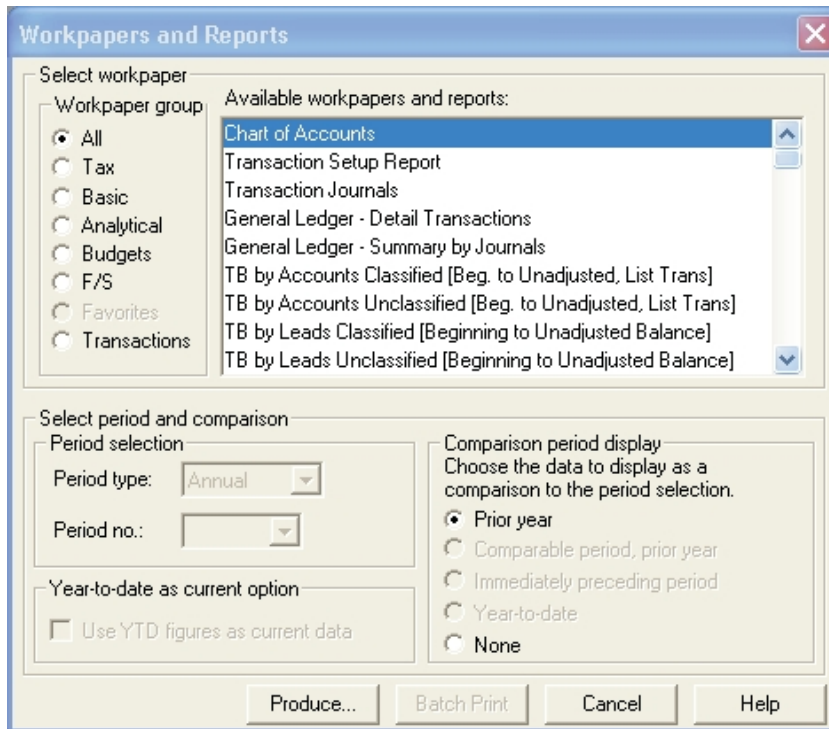 Workpapers and Reports
Select workpaper
Workpaper group
All
Tax
Basic
Analytical
Budgets
F/S
Favorites
Transactions
Available workpapers and reports:
Chart of Accounts
Transaction Setup Report
Transaction Journals
General Ledger - Detail Transactions
General Ledger - Summary by Journals
TB by Accounts Classified [Beg. to Unadjusted, List Trans]
TB by Accounts Unclassified [Beg. to Unadjusted, List Trans]
TB by Leads Classified [Beginning to Unadjusted Balance]
TB by Leads Unclassified [Beginning to Unadjusted Balance]
Select period and comparison
Period selection
Period type: Annual
Period no.:
Year-to-date as current option
Use YTD figures as current data
Comparison period display
Choose the data to display as a
comparison to the period selection.
Prior year
Comparable period, prior year
Immediately preceding period
Year-to-date
None
Produce... Batch Print Cancel Help